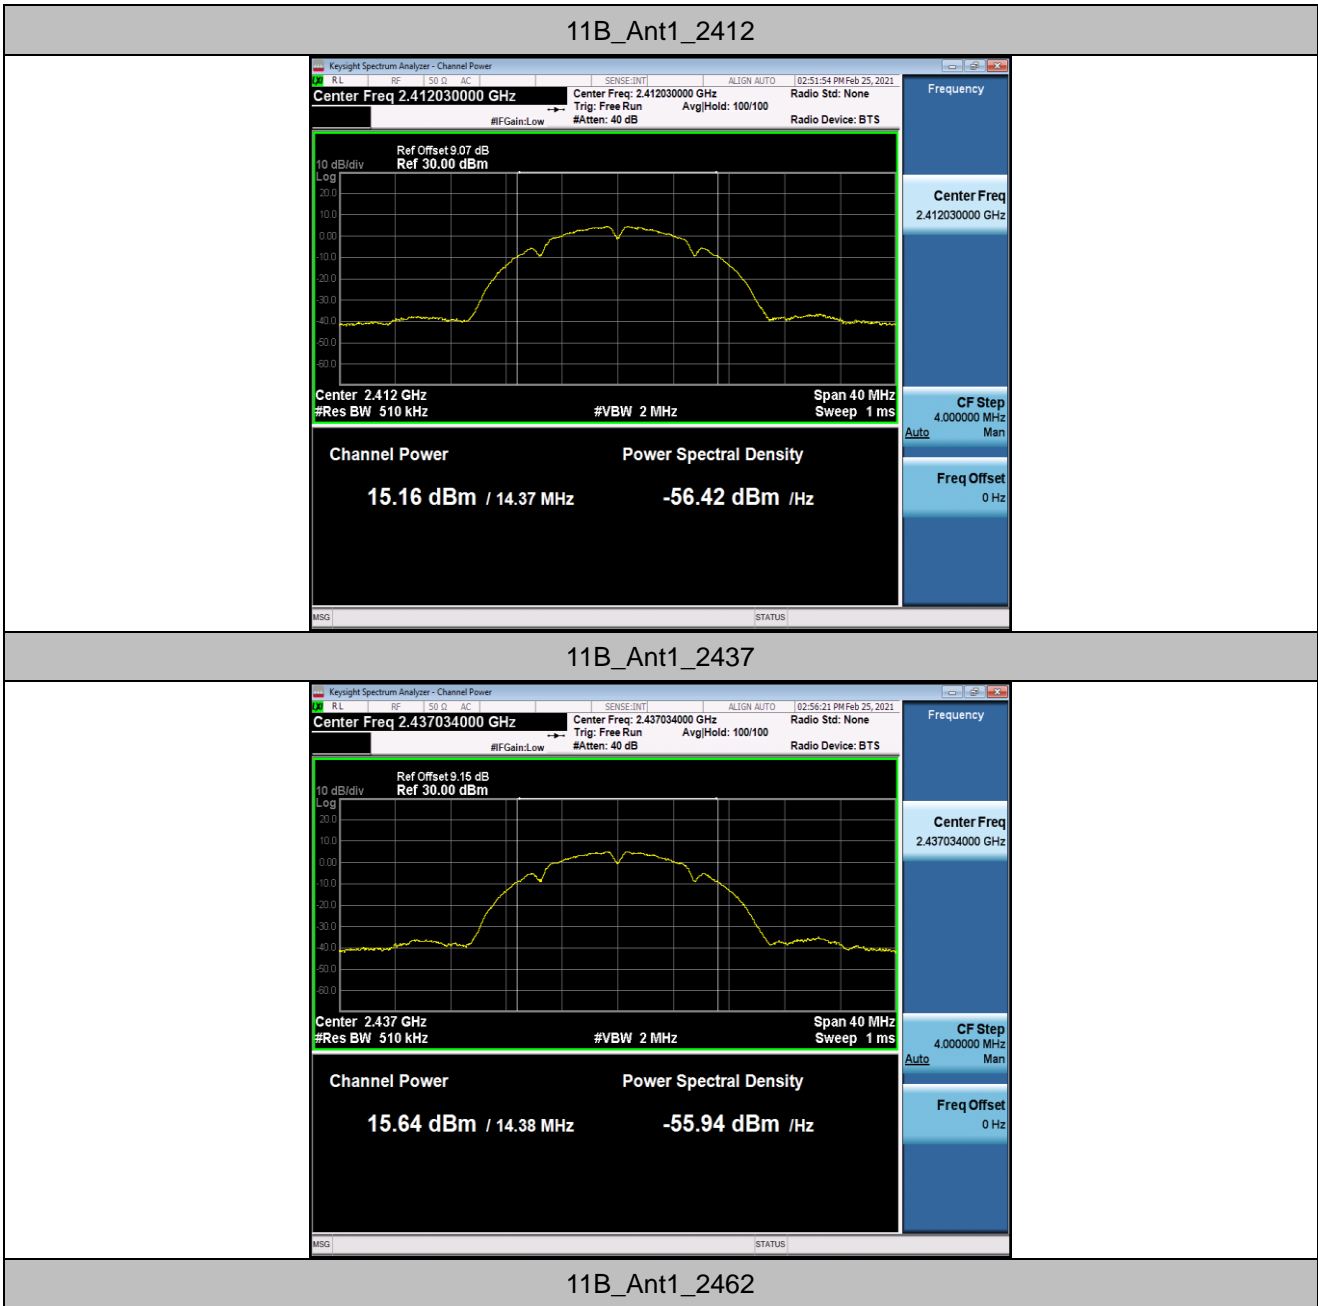 11B_Ant1_2412
Keysight Spectrum Analyzer - Channel Power
RL RF 50 Ω AC SENSE:INT ALIGN AUTO 02:51:54 PM Feb 25, 2021
Center Freq 2.412030000 GHz
Center Freq: 2.412030000 GHz Radio Std: None
Trig: Free Run Avg|Hold: 100/100
#IFGain:Low #Atten: 40 dB Radio Device: BTS
Frequency
Ref Offset 9.07 dB
10 dB/div Ref 30.00 dBm
Log
20.0
10.0
0.00
-10.0
-20.0
-30.0
-40.0
-50.0
-60.0
Center 2.412 GHz Span 40 MHz
#Res BW 510 kHz #VBW 2 MHz Sweep 1 ms
Channel Power Power Spectral Density
15.16 dBm / 14.37 MHz -56.42 dBm /Hz
Center Freq
2.412030000 GHz
CF Step
4.000000 MHz
Auto Man
Freq Offset
0 Hz
MSG STATUS
11B_Ant1_2437
Keysight Spectrum Analyzer - Channel Power
RL RF 50 Ω AC SENSE:INT ALIGN AUTO 02:56:21 PM Feb 25, 2021
Center Freq 2.437034000 GHz
Center Freq: 2.437034000 GHz Radio Std: None
Trig: Free Run Avg|Hold: 100/100
#IFGain:Low #Atten: 40 dB Radio Device: BTS
Frequency
Ref Offset 9.15 dB
10 dB/div Ref 30.00 dBm
Log
20.0
10.0
0.00
-10.0
-20.0
-30.0
-40.0
-50.0
-60.0
Center 2.437 GHz Span 40 MHz
#Res BW 510 kHz #VBW 2 MHz Sweep 1 ms
Channel Power Power Spectral Density
15.64 dBm / 14.38 MHz -55.94 dBm /Hz
Center Freq
2.437034000 GHz
CF Step
4.000000 MHz
Auto Man
Freq Offset
0 Hz
MSG STATUS
11B_Ant1_2462